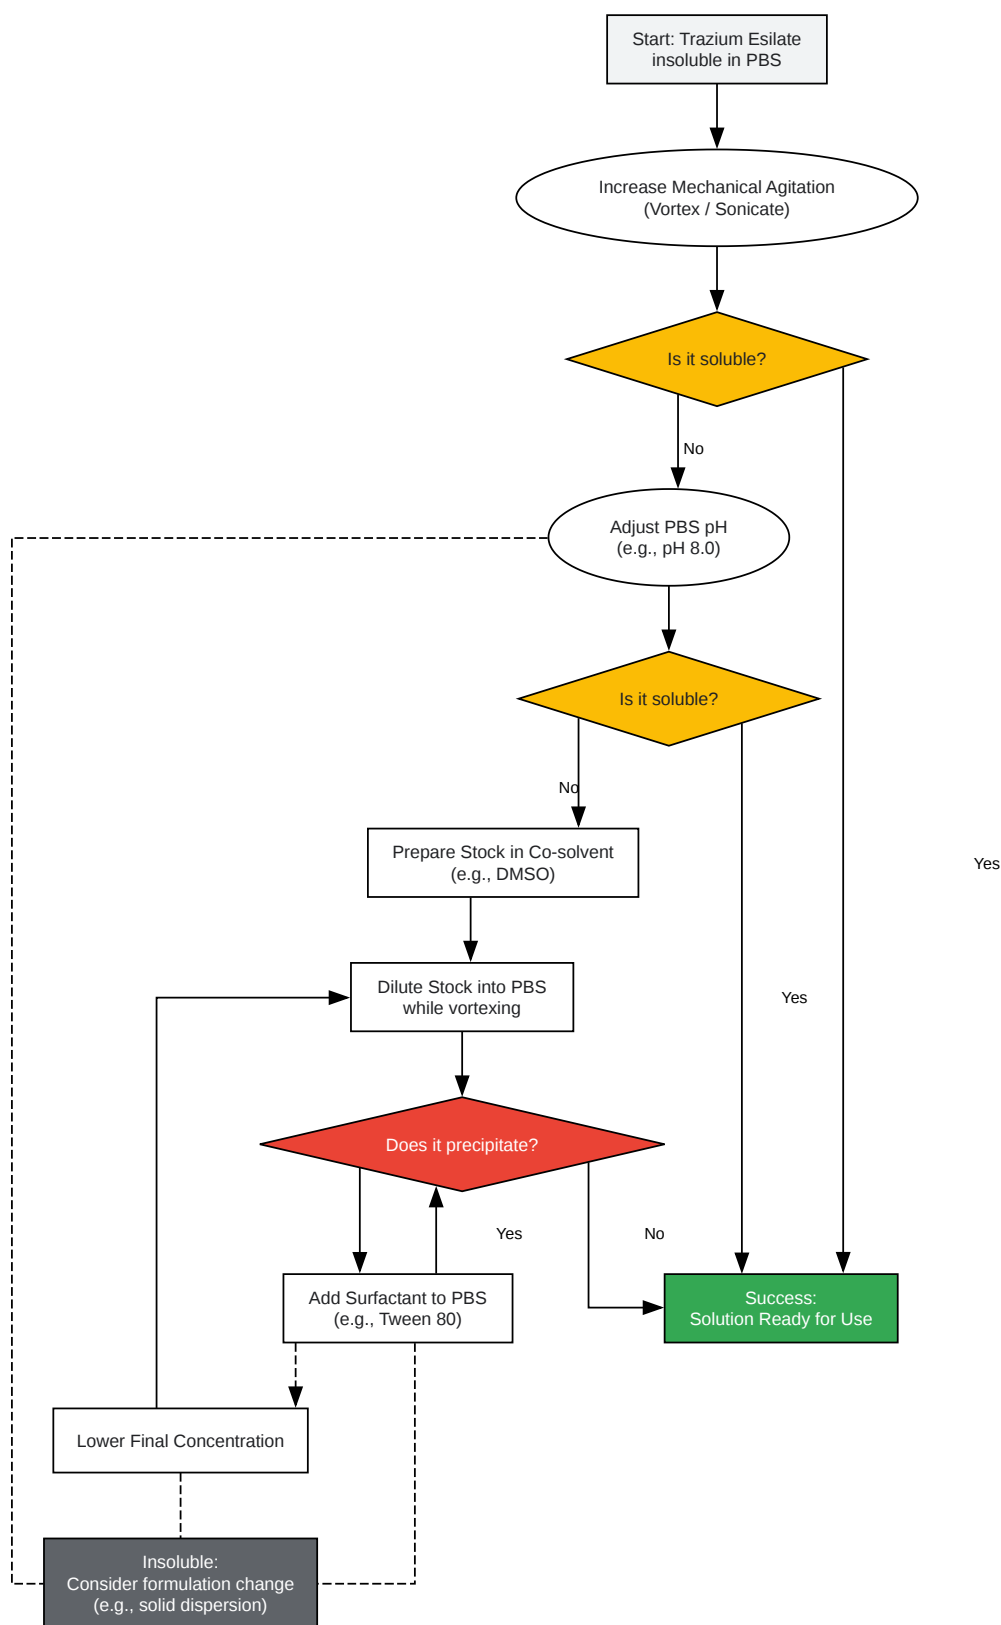 Start: Trazium Esilate
insoluble in PBS
Increase Mechanical Agitation
(Vortex / Sonicate)
Is it soluble?
No
Adjust PBS pH
(e.g., pH 8.0)
Is it soluble?
No
Prepare Stock in Co-solvent
(e.g., DMSO)
Yes
Dilute Stock into PBS
while vortexing
Yes
Does it precipitate?
Yes
No
Add Surfactant to PBS
(e.g., Tween 80)
Success:
Solution Ready for Use
Lower Final Concentration
Insoluble:
Consider formulation change
(e.g., solid dispersion)